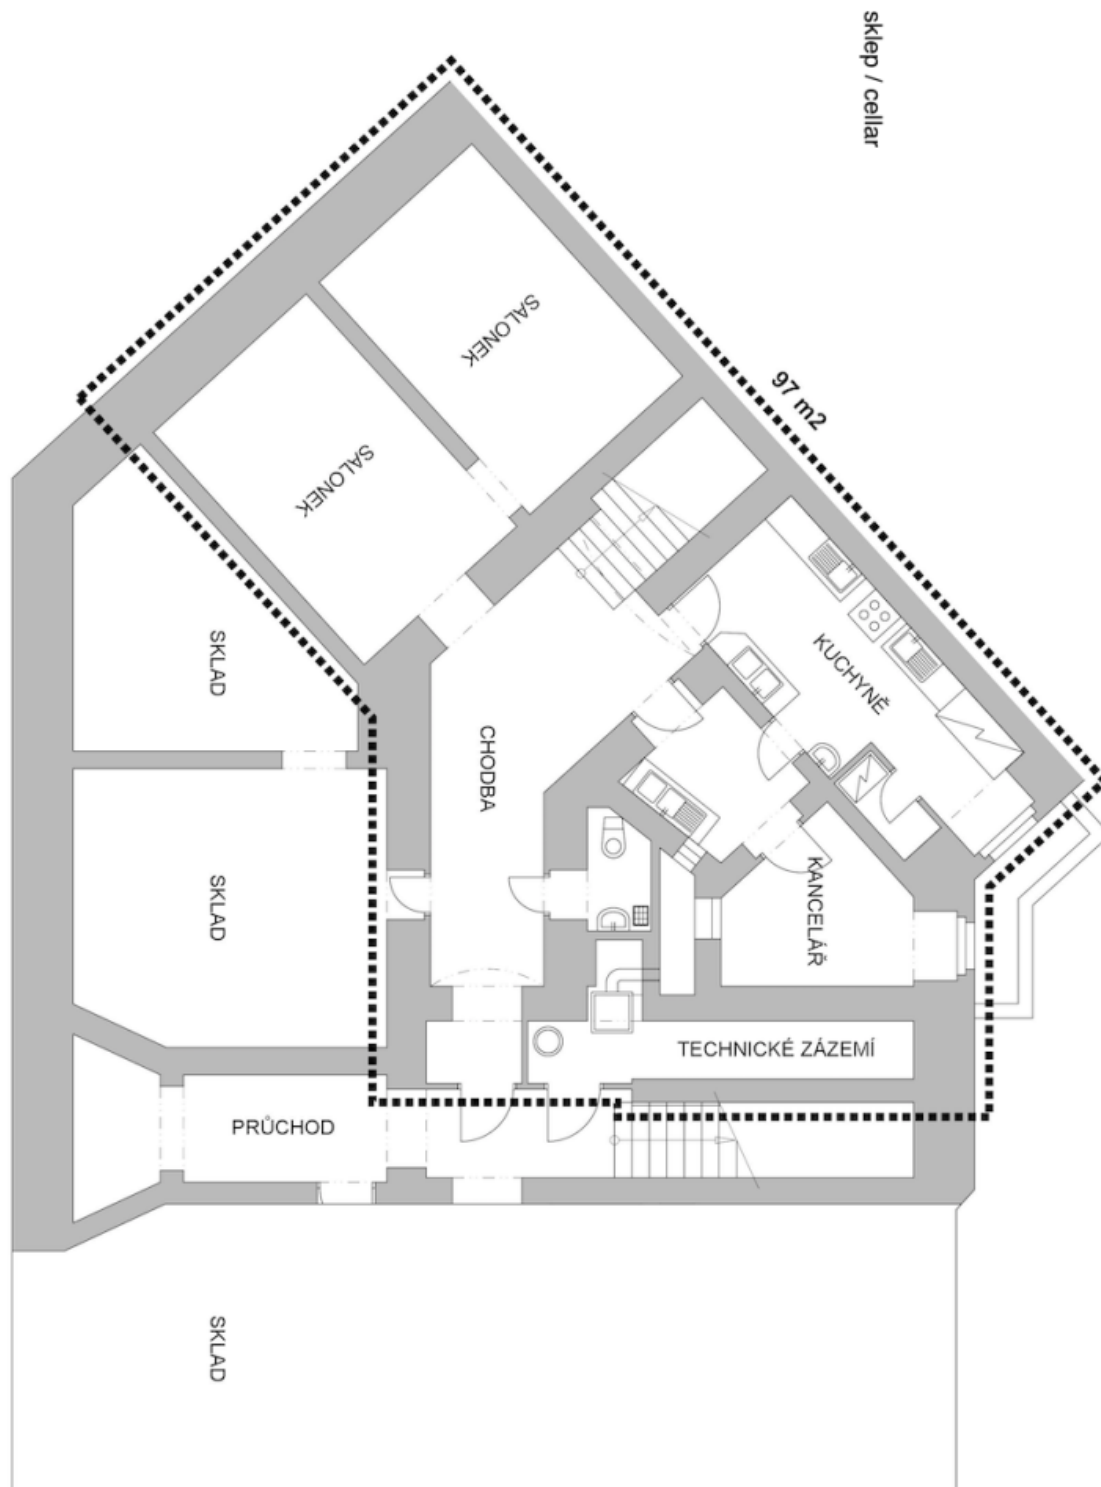 sklep / cellar
SALONEK
97 m2
SALONEK
SKLAD
KUCHYNĚ
CHODBA
SKLAD
KANCELÁŘ
TECHNICKÉ ZÁZEMÍ
PRŮCHOD
SKLAD